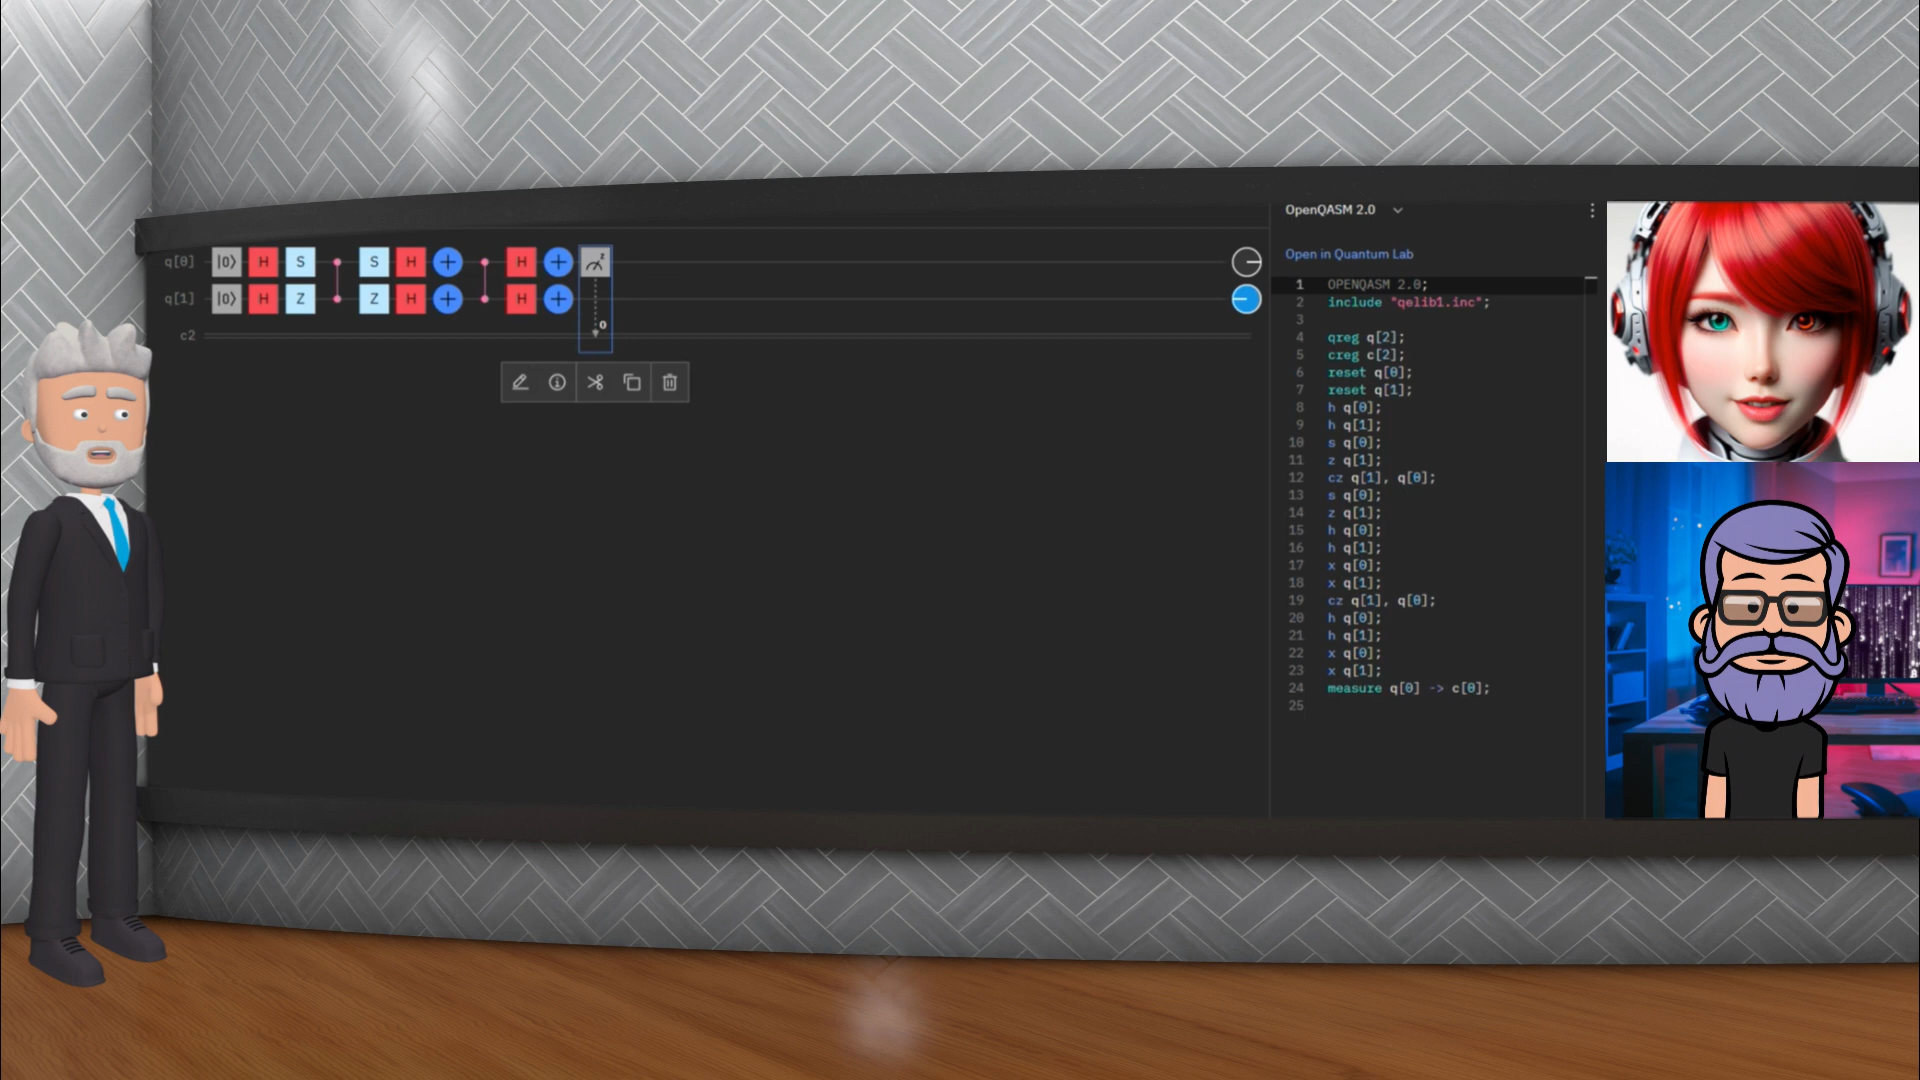 q[0] |0⟩ H S S H + H +
q[1] |0⟩ H Z Z H + H +
z
c2
0
OpenQASM 2.0
Open in Quantum Lab
1 OPENQASM 2.0;
2 include "qelib1.inc";
3
4 qreg q[2];
5 creg c[2];
6 reset q[0];
7 reset q[1];
8 h q[0];
9 h q[1];
10 s q[0];
11 z q[1];
12 cz q[1], q[0];
13 s q[0];
14 z q[1];
15 h q[0];
16 h q[1];
17 x q[0];
18 x q[1];
19 cz q[1], q[0];
20 h q[0];
21 h q[1];
22 x q[0];
23 x q[1];
24 measure q[0] -> c[0];
25